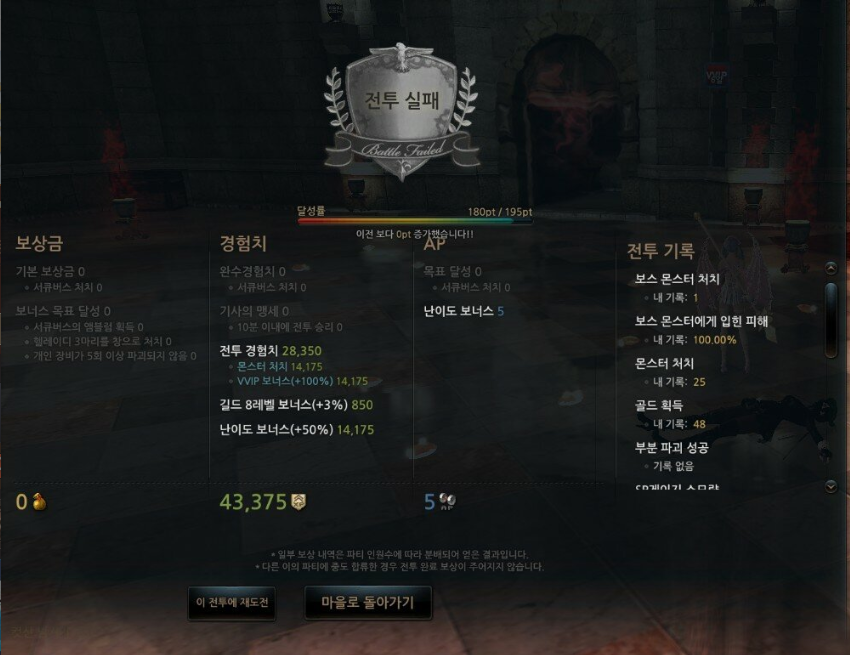 전투 실패
Battle Failed
달성률 180pt / 195pt
이전 보다 0pt 증가했습니다!!
보상금
기본 보상금 0
서큐버스 처치 0
보너스 목표 달성 0
서큐버스의 엠블럼 획득 0
헬레이디 3마리를 창으로 처치 0
개인 장비가 5회 이상 파괴되지 않음 0
0
경험치
완수경험치 0
서큐버스 처치 0
기사의 맹세 0
10분 이내에 전투 승리 0
전투 경험치 28,350
몬스터 처치 14,175
VVIP 보너스(+100%) 14,175
길드 8레벨 보너스(+3%) 850
난이도 보너스(+50%) 14,175
43,375
AP
목표 달성 0
서큐버스 처치 0
난이도 보너스 5
5
전투 기록
보스 몬스터 처치
내 기록: 1
보스 몬스터에게 입힌 피해
내 기록: 100.00%
몬스터 처치
내 기록: 25
골드 획득
내 기록: 48
부분 파괴 성공
기록 없음
* 일부 보상 내역은 파티 인원수에 따라 분배되어 얻은 결과입니다.
* 다른 이의 파티에 중도 합류한 경우 전투 완료 보상이 주어지지 않습니다.
이 전투에 재도전
마을로 돌아가기